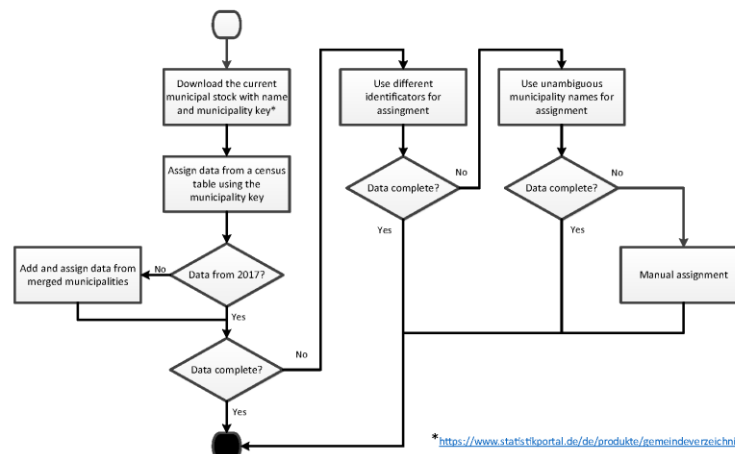 Download the current
municipal stock with name
and municipality key*
Assign data from a census
table using the
municipality key
Data from 2017?
No
Add and assign data from
merged municipalities
Yes
Data complete?
No
Yes
Use different
identificators for
assingment
Data complete?
No
Yes
Use unambiguous
municipality names for
assignment
Data complete?
No
Yes
Manual assignment
*https://www.statistikportal.de/de/produkte/gemeindeverzeichni